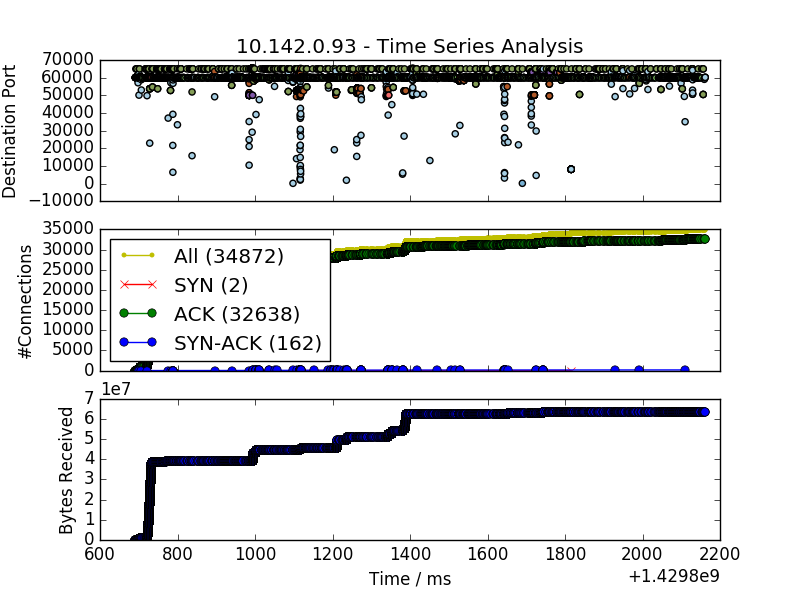 10.142.0.93 - Time Series Analysis
Destination Port
70000
60000
50000
40000
30000
20000
10000
0
−10000
#Connections
35000
30000
25000
20000
15000
10000
5000
0
All (34872)
SYN (2)
ACK (32638)
SYN-ACK (162)
1e7
Bytes Received
7
6
5
4
3
2
1
0
600 800 1000 1200 1400 1600 1800 2000 2200
Time / ms
+1.4298e9